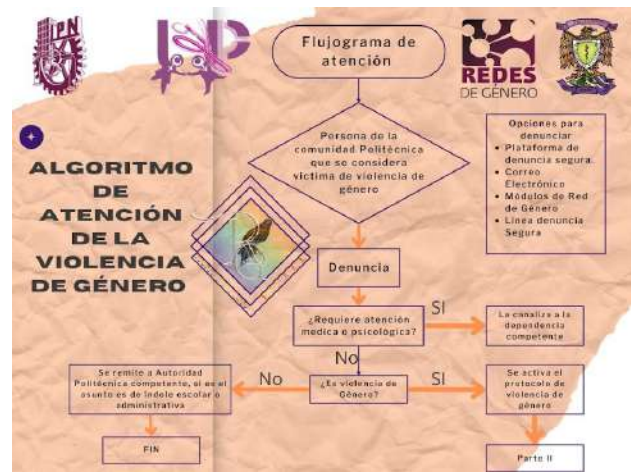 IPN
Flujograma de
atención
REDES
DE GÉNERO
ALGORITMO
DE
ATENCIÓN
DE LA
VIOLENCIA
DE GÉNERO
Persona de la
comunidad Politécnica
que se considera
víctima de violencia de
género
Opciones para
denunciar
Plataforma de
denuncia segura.
Correo
Electrónico
Módulos de Red
de Género
Línea denuncia
Segura
Denuncia
¿Requiere atención
medica o psicológica?
SI
La canaliza a la
dependencia
competente
No
¿Es violencia de
Género?
No
Se remite a Autoridad
Politécnica competente, si es el
asunto es de índole escolar o
administrativa
FIN
SI
Se activa el
protocolo de
violencia de
género
Parte II